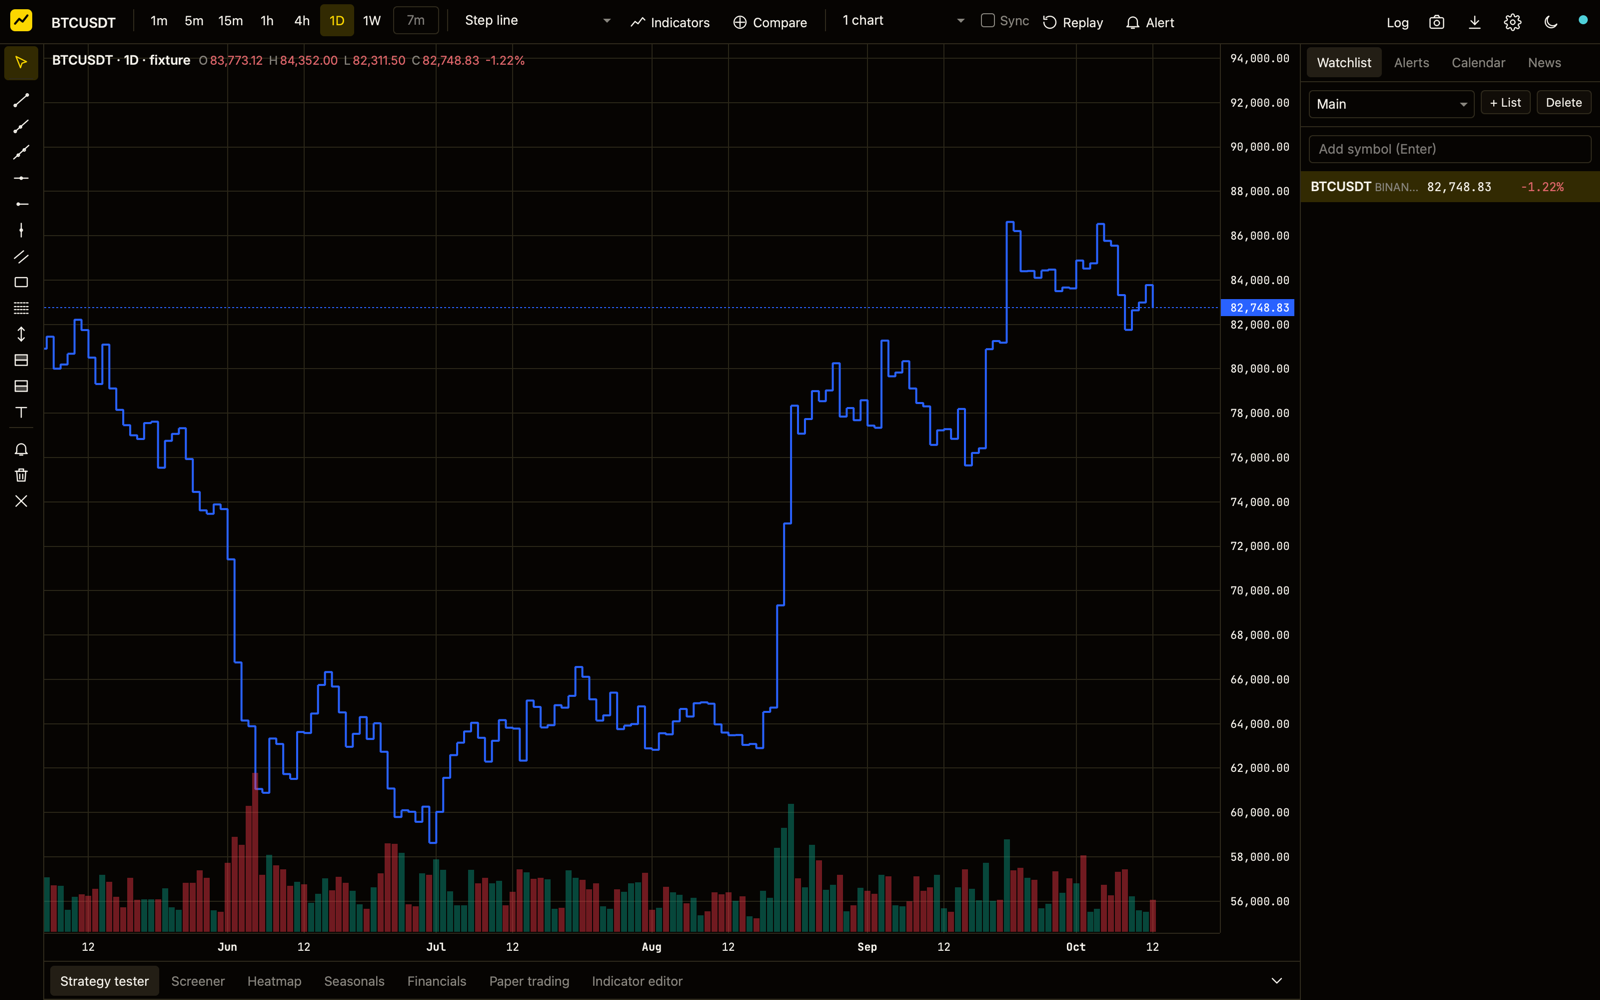 BTCUSDT 1m 5m 15m 1h 4h 1D 1W 7m Step line Indicators Compare 1 chart Sync Replay Alert Log
BTCUSDT · 1D · fixture O 83,773.12 H 84,352.00 L 82,311.50 C 82,748.83 -1.22%
94,000.00
92,000.00
90,000.00
88,000.00
86,000.00
84,000.00
82,748.83
82,000.00
80,000.00
78,000.00
76,000.00
74,000.00
72,000.00
70,000.00
68,000.00
66,000.00
64,000.00
62,000.00
60,000.00
58,000.00
56,000.00
12 Jun 12 Jul 12 Aug 12 Sep 12 Oct 12
Watchlist Alerts Calendar News
Main + List Delete
Add symbol (Enter)
BTCUSDT BINAN... 82,748.83 -1.22%
Strategy tester Screener Heatmap Seasonals Financials Paper trading Indicator editor